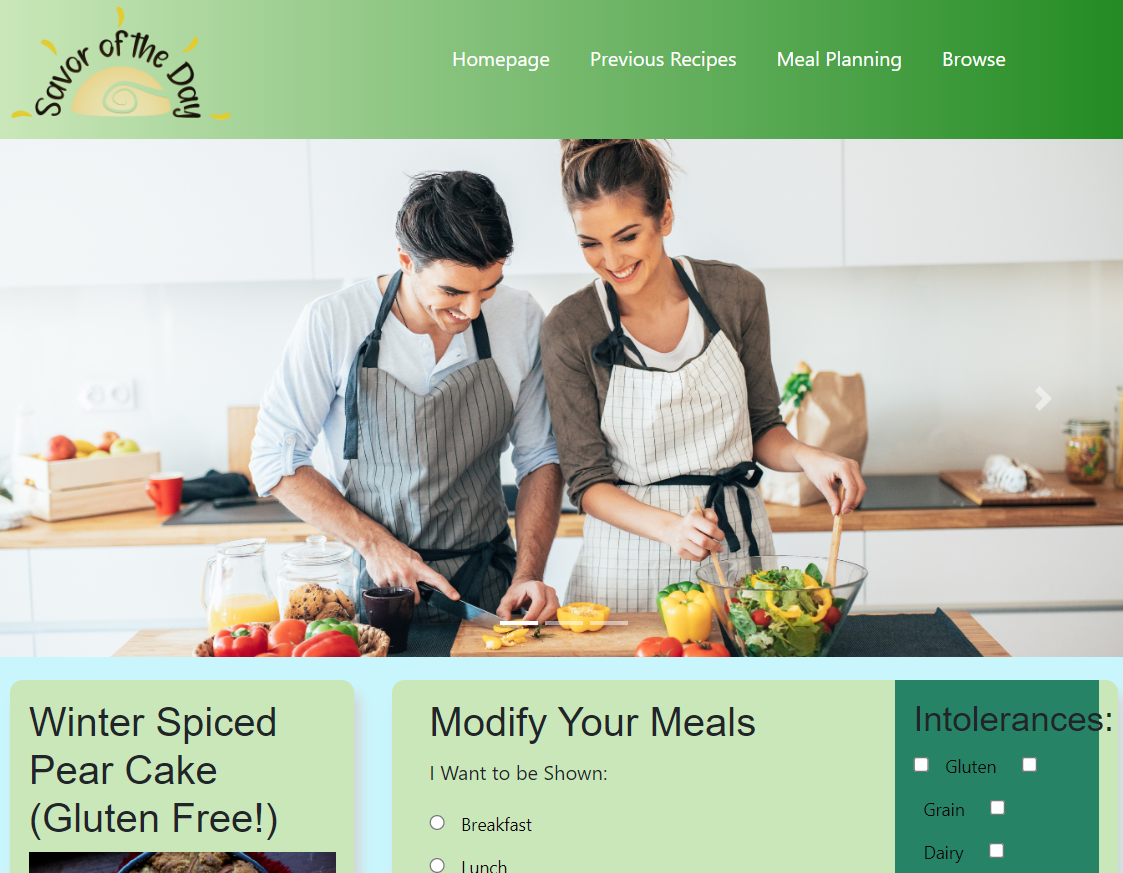 Savor of the Day
Homepage
Previous Recipes
Meal Planning
Browse
Winter Spiced
Pear Cake
(Gluten Free!)
Modify Your Meals
I Want to be Shown:
Breakfast
Lunch
Intolerances:
Gluten
Grain
Dairy